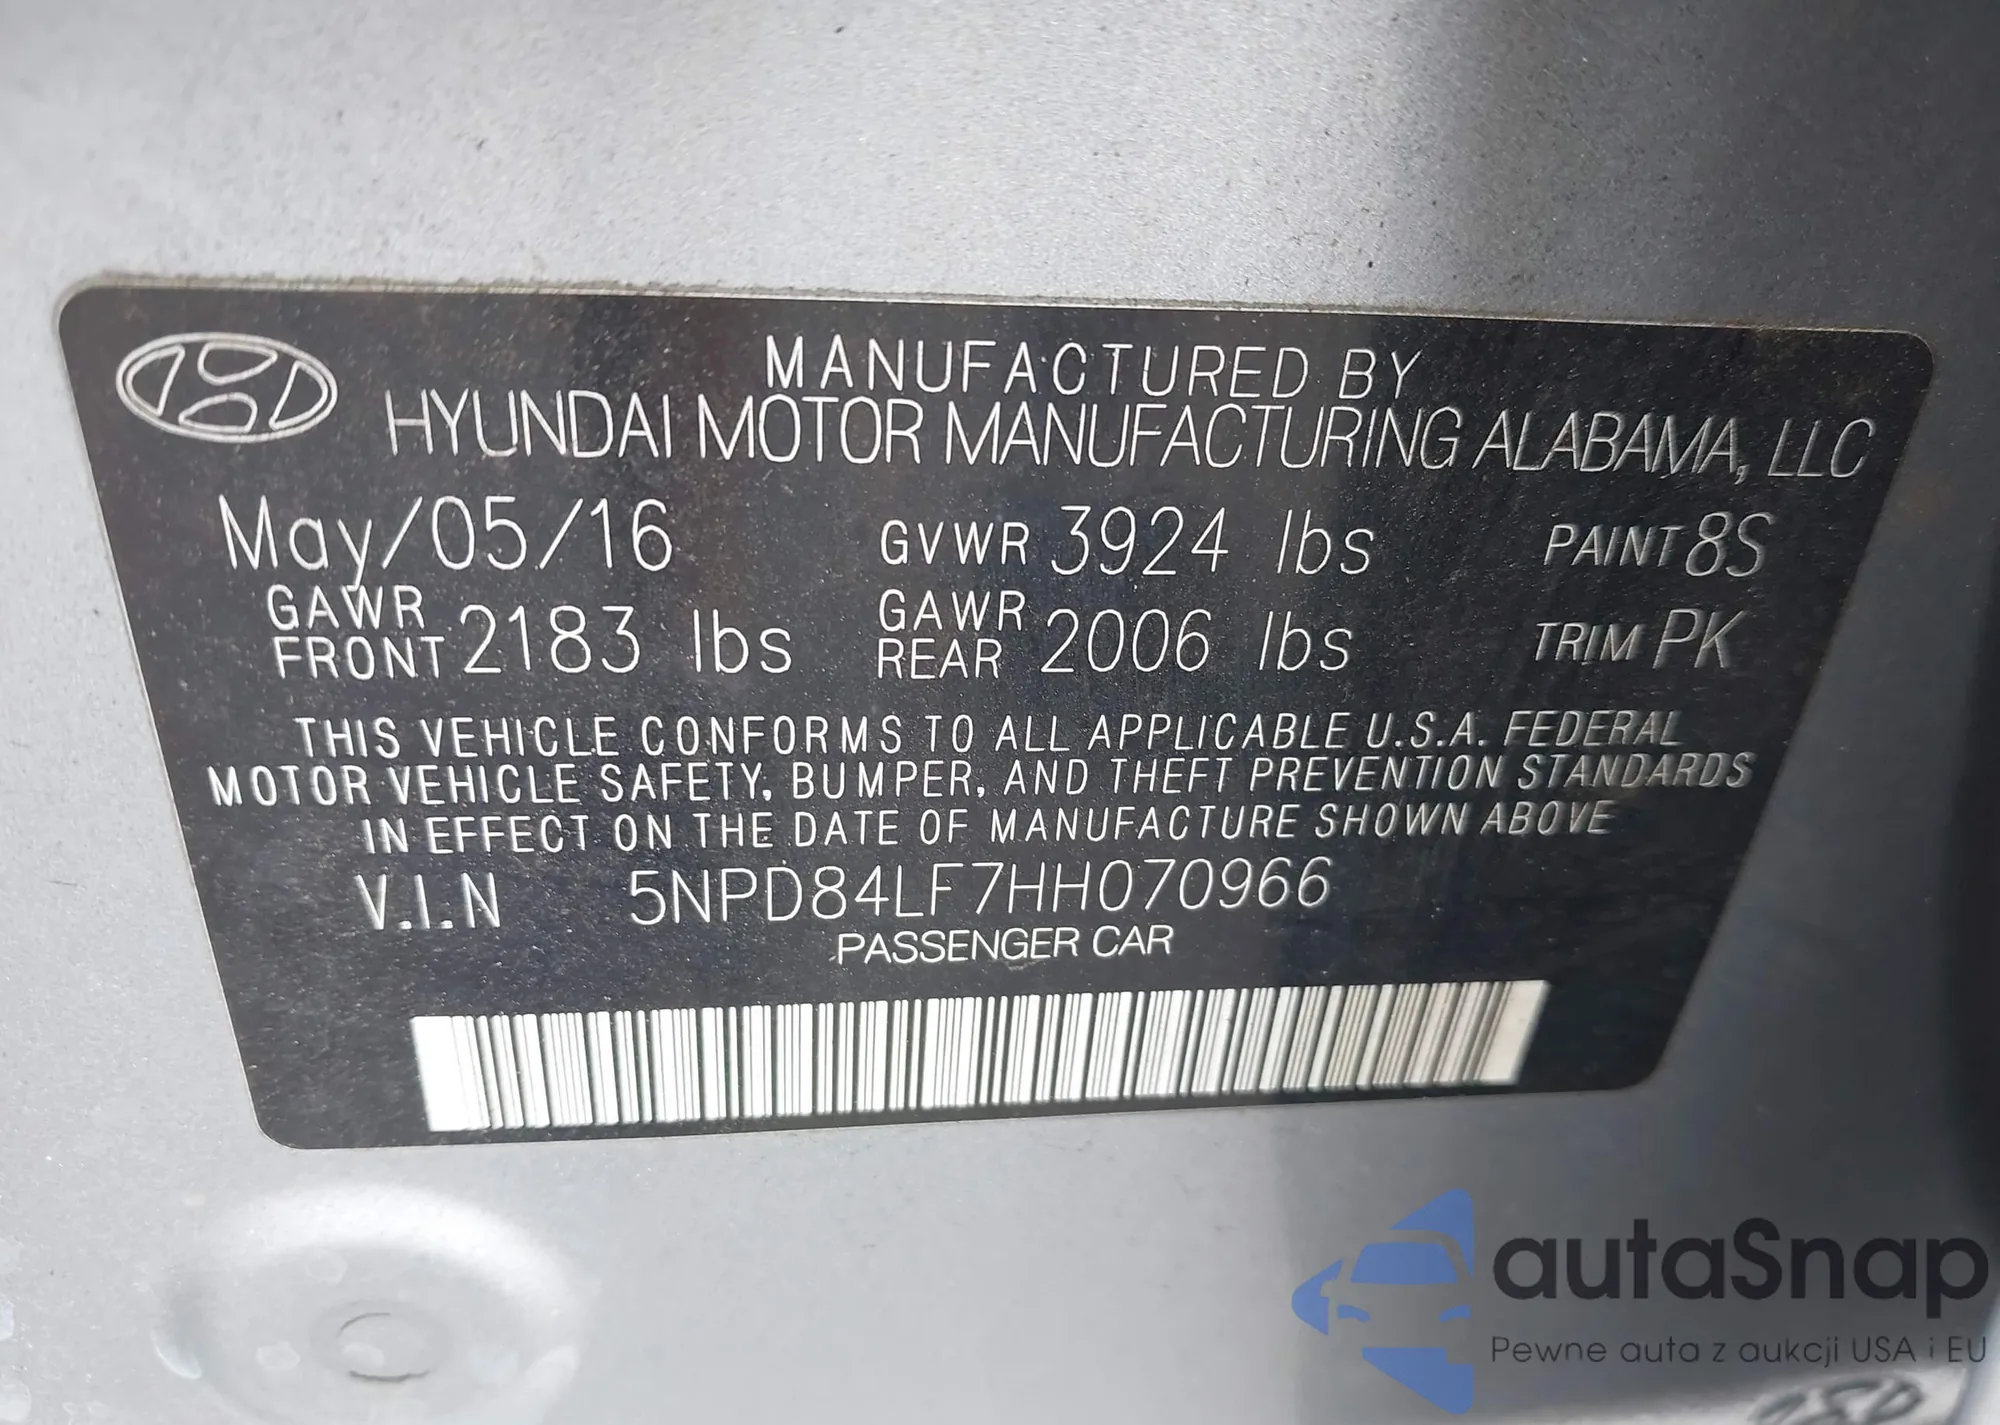 MANUFACTURED BY
HYUNDAI MOTOR MANUFACTURING ALABAMA, LLC
May/05/16 GVWR 3924 lbs PAINT 8S
GAWR FRONT 2183 lbs GAWR REAR 2006 lbs TRIM PK
THIS VEHICLE CONFORMS TO ALL APPLICABLE U.S.A. FEDERAL
MOTOR VEHICLE SAFETY, BUMPER, AND THEFT PREVENTION STANDARDS
IN EFFECT ON THE DATE OF MANUFACTURE SHOWN ABOVE
V.I.N 5NPD84LF7HH070966
PASSENGER CAR
autaSnap
Pewne auta z aukcji USA i EU